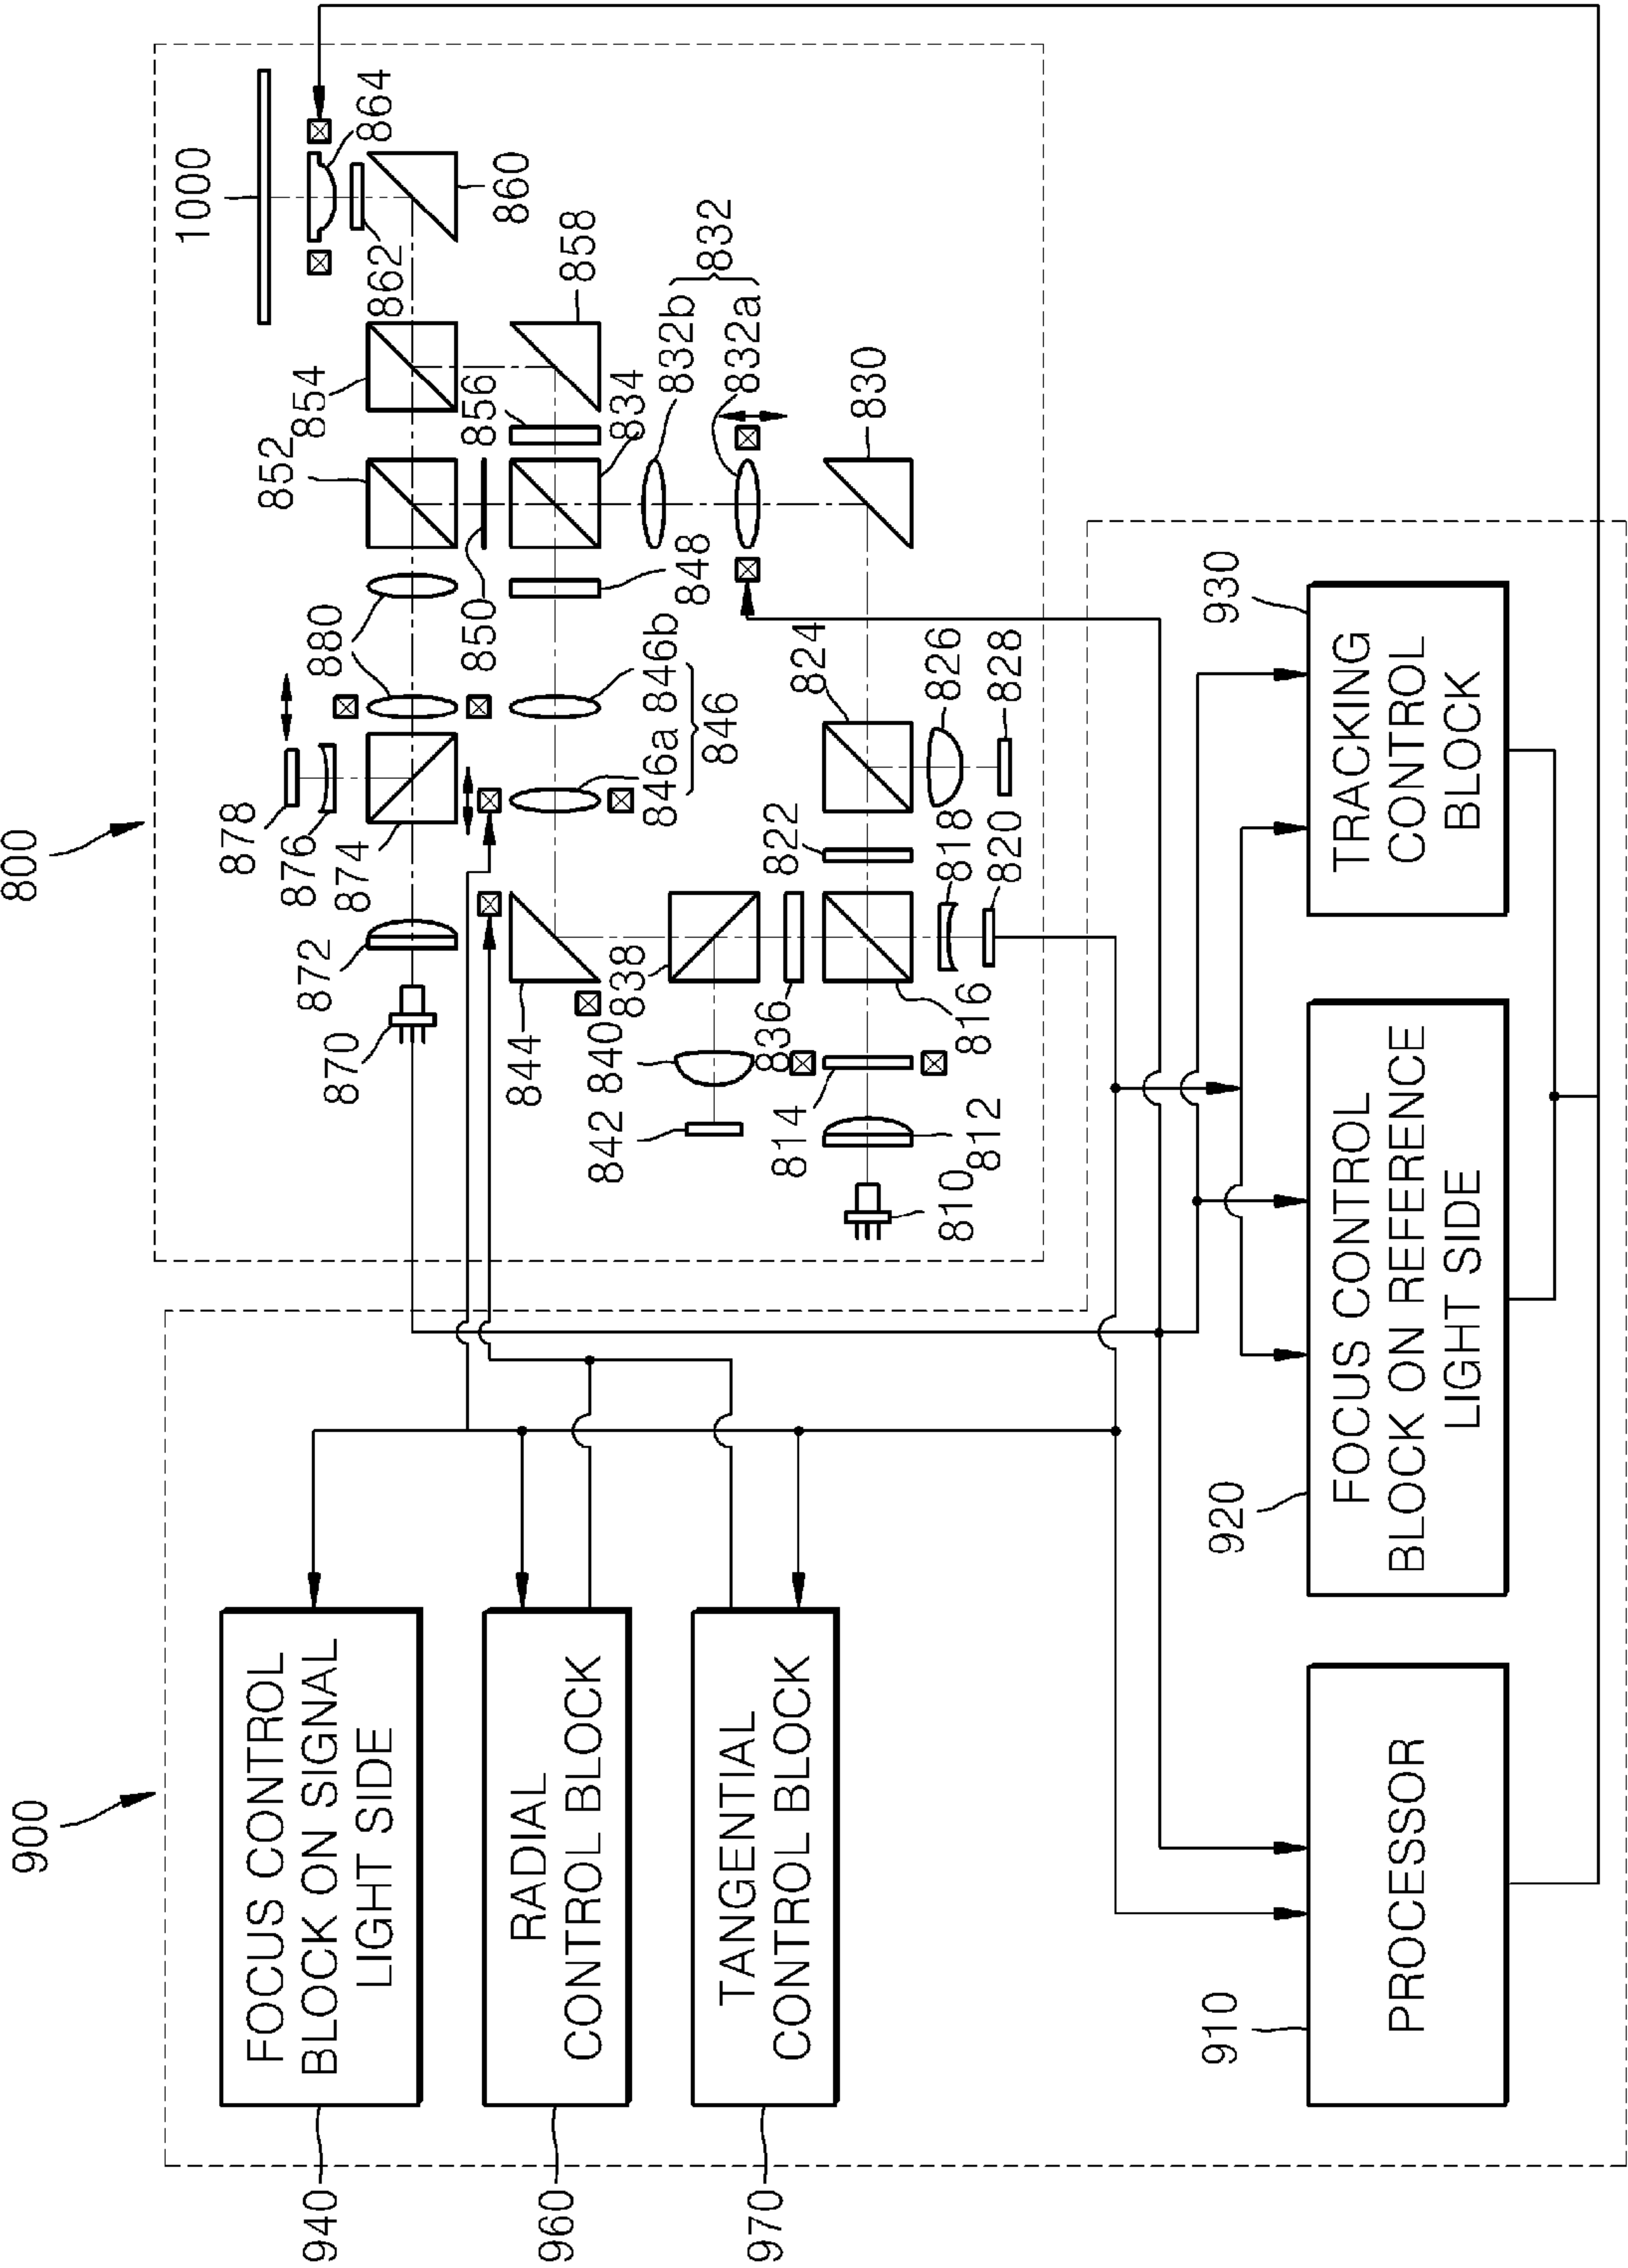 800
1000
864
862
860
854
852
858
856
834
832b
832
832a
830
850
848
880
878
876
874
872
870
846a 846b
846
844
838
840
842
836
824
826
828
822
818
820
816
814
812
810
900
FOCUS CONTROL
BLOCK ON SIGNAL
LIGHT SIDE
940
RADIAL
CONTROL BLOCK
960
TANGENTIAL
CONTROL BLOCK
970
PROCESSOR
910
FOCUS CONTROL
BLOCK ON REFERENCE
LIGHT SIDE
920
TRACKING
CONTROL
BLOCK
930